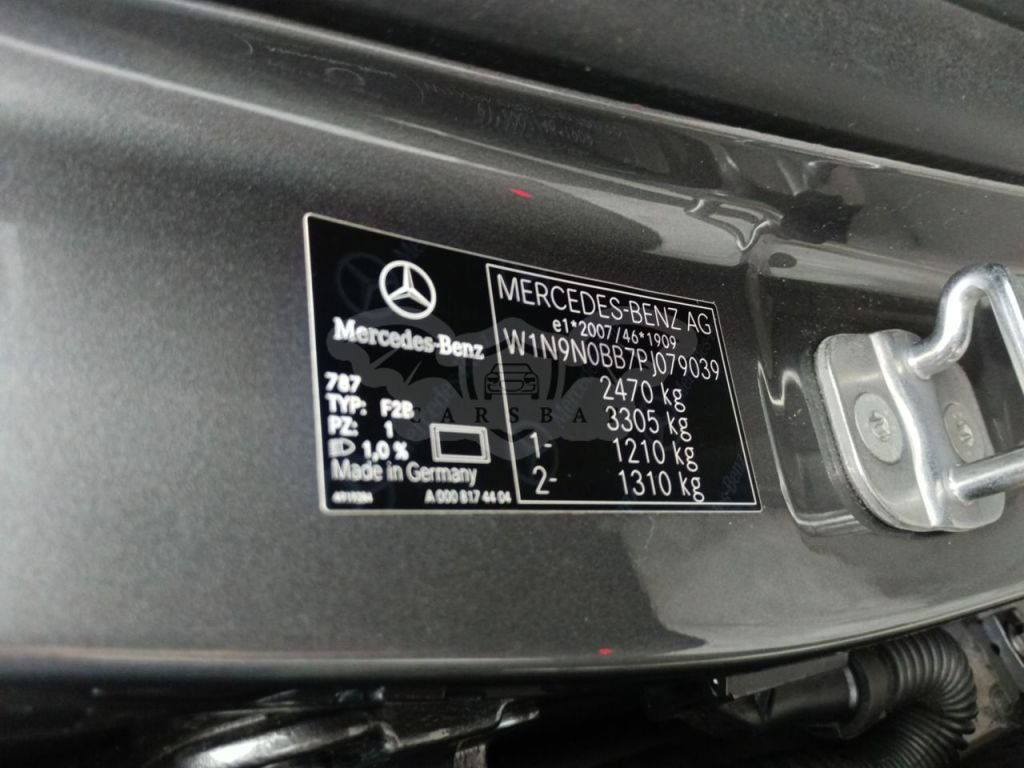 Mercedes-Benz
787
TYP: F2B
PZ: 1
1,0 %
Made in Germany
A 000 817 44 04
MERCEDES-BENZ AG
e1*2007/46*1909
W1N9N0BB7PJ079039
2470 kg
3305 kg
1- 1210 kg
2- 1310 kg
CARSBA